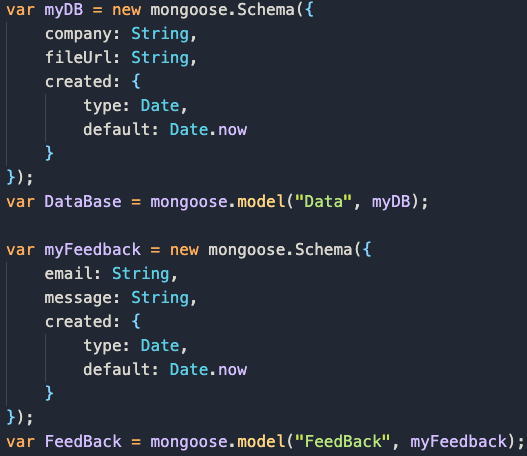 var myDB = new mongoose.Schema({
    company: String,
    fileUrl: String,
    created: {
        type: Date,
        default: Date.now
    }
});
var DataBase = mongoose.model("Data", myDB);

var myFeedback = new mongoose.Schema({
    email: String,
    message: String,
    created: {
        type: Date,
        default: Date.now
    }
});
var FeedBack = mongoose.model("FeedBack", myFeedback);